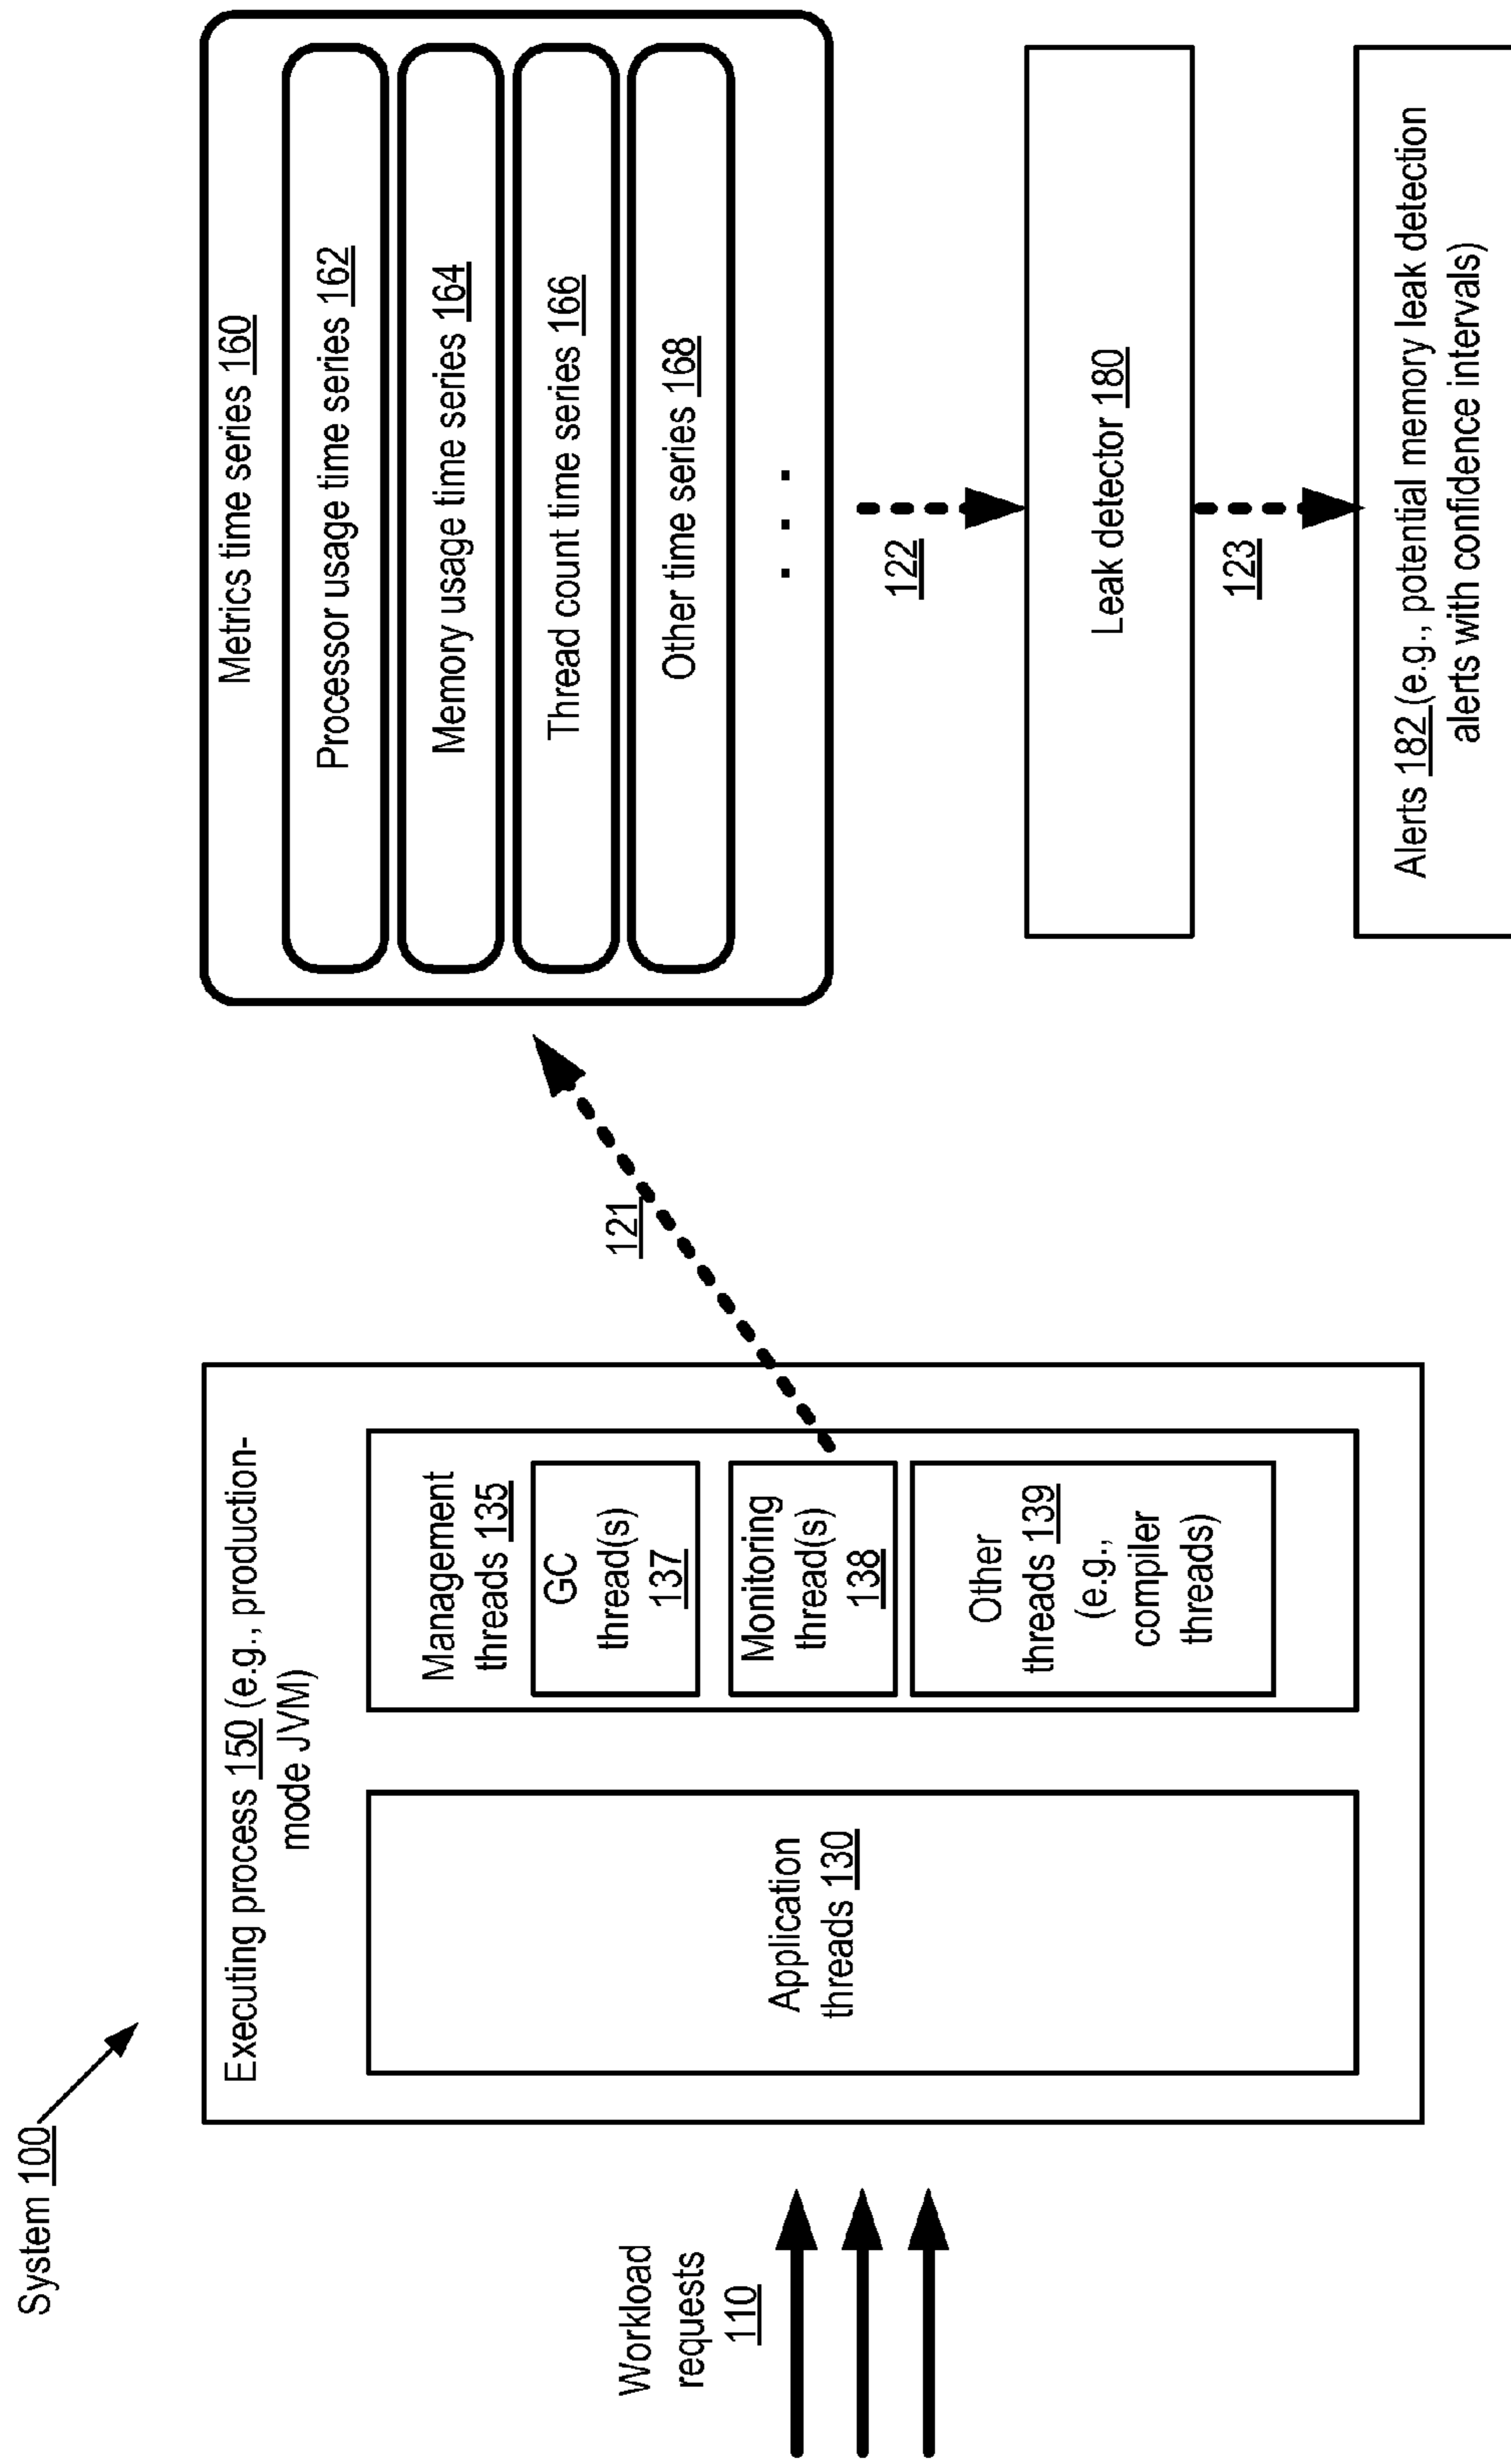 System 100
Workload
requests
110
Executing process 150 (e.g., production-
mode JVM)
Application
threads 130
Management
threads 135
GC
thread(s)
137
Monitoring
thread(s)
138
Other
threads 139
(e.g.,
compiler
threads)
121
Metrics time series 160
Processor usage time series 162
Memory usage time series 164
Thread count time series 166
Other time series 168
. . .
122
Leak detector 180
123
Alerts 182 (e.g., potential memory leak detection
alerts with confidence intervals)